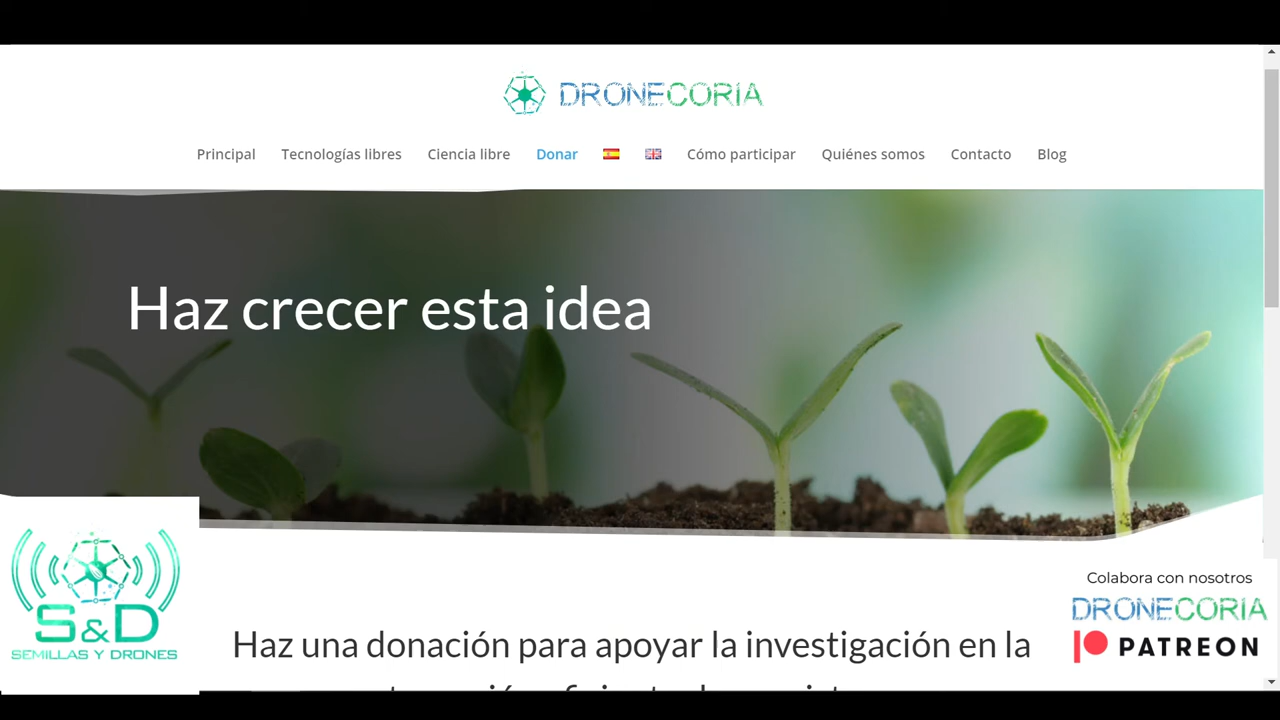 DRONECORIA
Principal Tecnologías libres Ciencia libre Donar Cómo participar Quiénes somos Contacto Blog
Haz crecer esta idea
S&D
SEMILLAS Y DRONES
Haz una donación para apoyar la investigación en la
Colabora con nosotros
DRONECORIA
PATREON